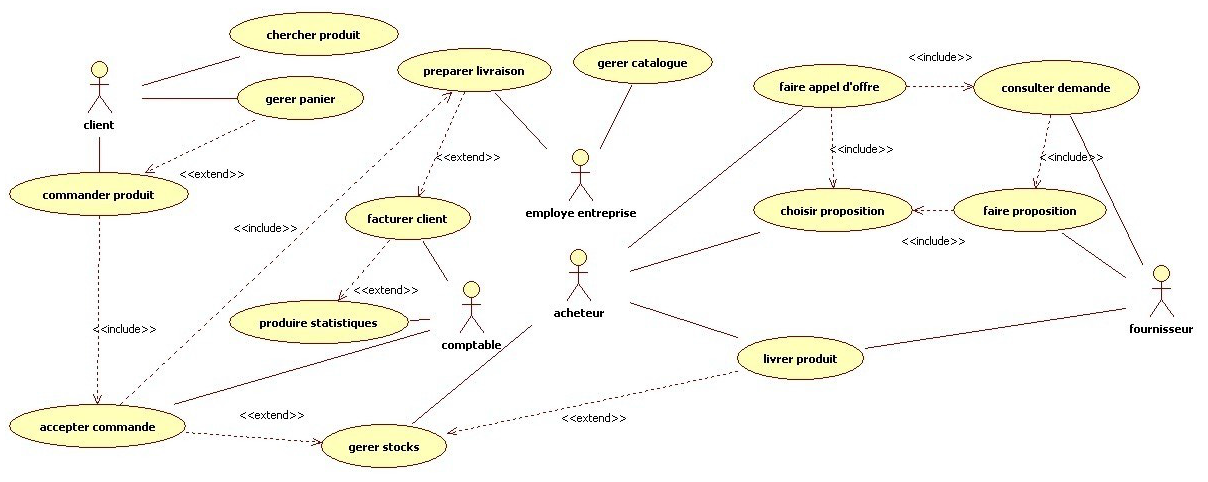 chercher produit
gerer catalogue
<<include>>
preparer livraison
faire appel d'offre
consulter demande
gerer panier
client
<<include>>
<<include>>
<<extend>>
<<extend>>
commander produit
facturer client
employe entreprise
choisir proposition
faire proposition
<<include>>
<<include>>
<<extend>>
acheteur
produire statistiques
<<include>>
comptable
fournisseur
livrer produit
accepter commande
<<extend>>
<<extend>>
gerer stocks